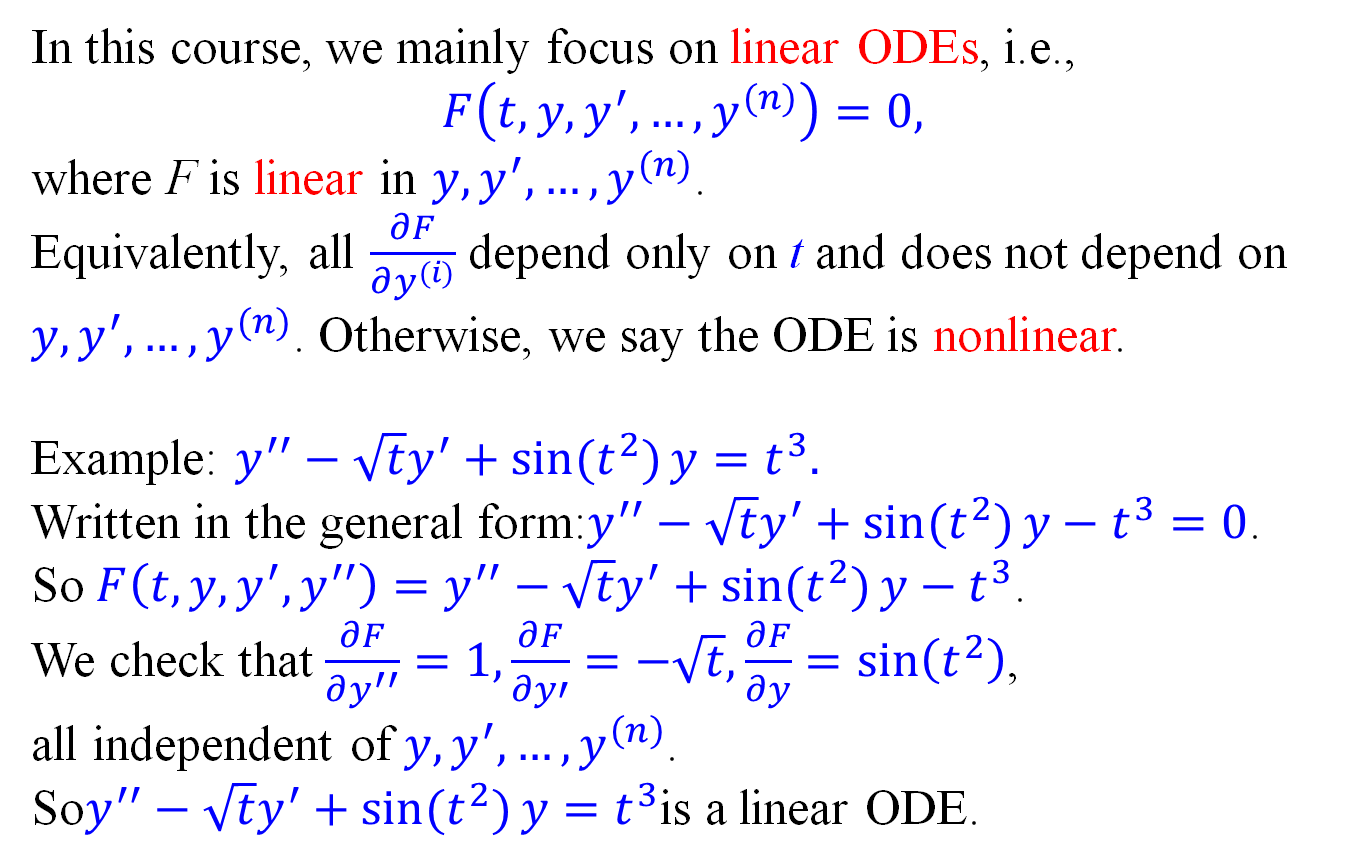 In this course, we mainly focus on linear ODEs, i.e.,
F(t, y, y′, … , y⁽ⁿ⁾) = 0,
where F is linear in y, y′, … , y⁽ⁿ⁾.
Equivalently, all ∂F/∂y⁽ⁱ⁾ depend only on t and does not depend on
y, y′, … , y⁽ⁿ⁾. Otherwise, we say the ODE is nonlinear.
Example: y′′ − √t y′ + sin(t²) y = t³.
Written in the general form: y′′ − √t y′ + sin(t²) y − t³ = 0.
So F(t, y, y′, y′′) = y′′ − √t y′ + sin(t²) y − t³.
We check that ∂F/∂y′′ = 1, ∂F/∂y′ = −√t, ∂F/∂y = sin(t²),
all independent of y, y′, … , y⁽ⁿ⁾.
So y′′ − √t y′ + sin(t²) y = t³ is a linear ODE.